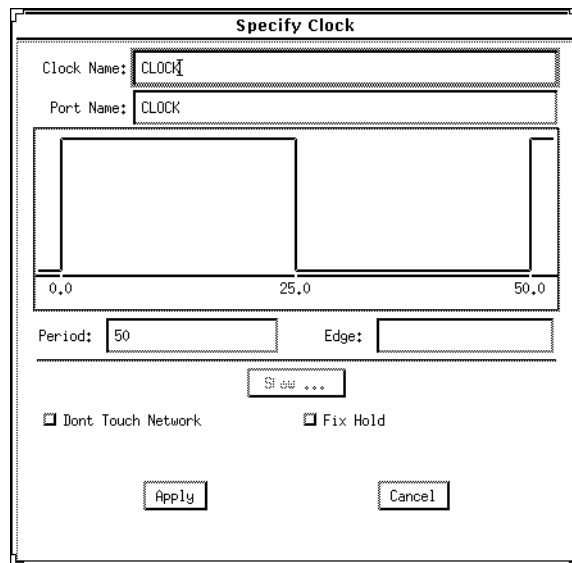 Specify Clock
Clock Name: CLOCK
Port Name: CLOCK
0.0 25.0 50.0
Period: 50 Edge:
Skew ...
Dont Touch Network Fix Hold
Apply Cancel